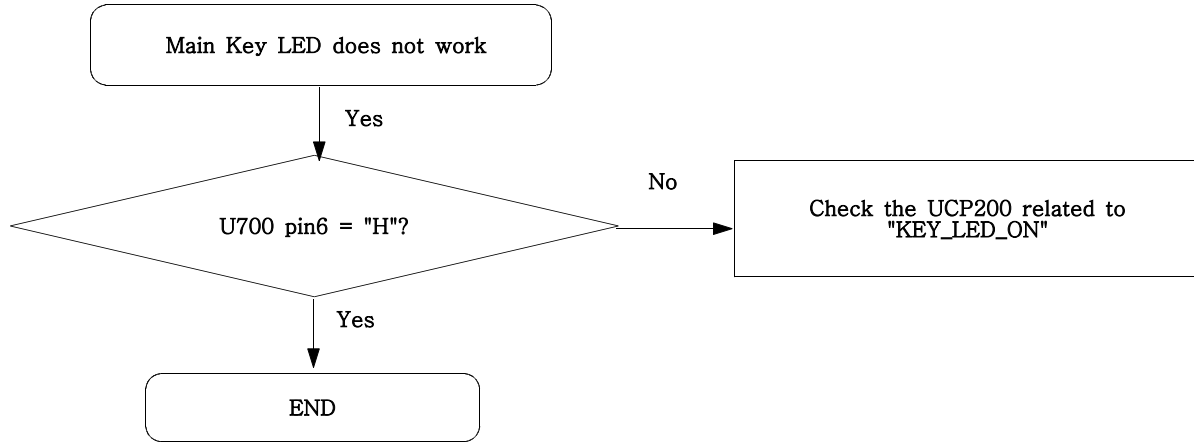 Main Key LED does not work
Yes
U700 pin6 = "H"?
No
Check the UCP200 related to
"KEY_LED_ON"
Yes
END